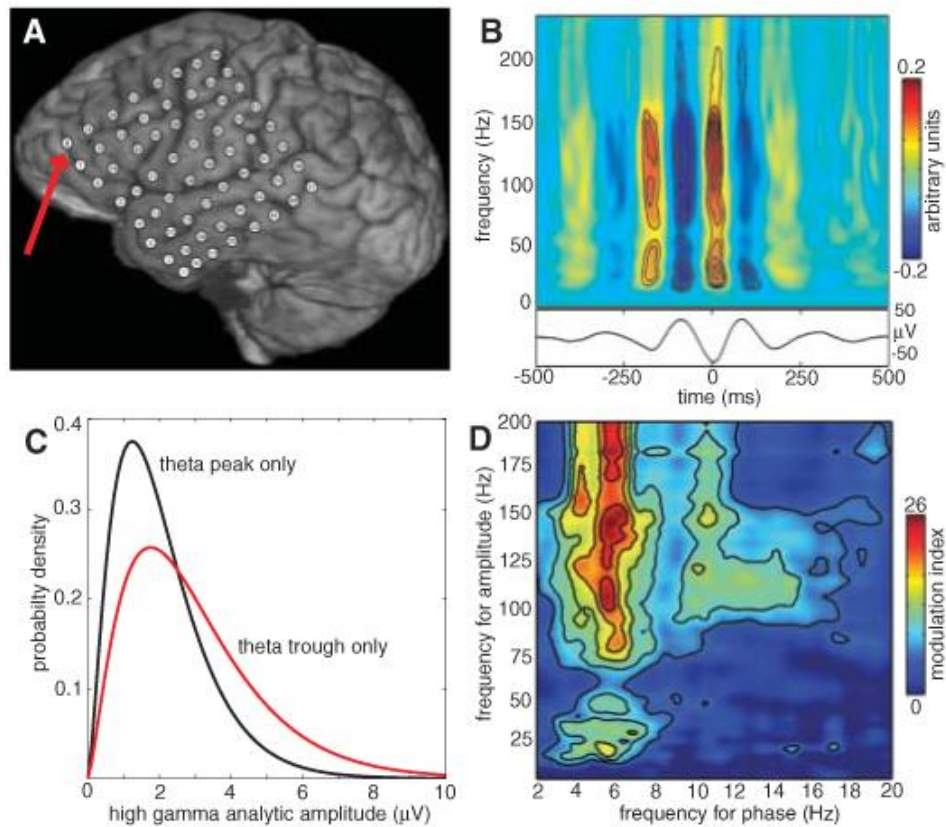 A
B
frequency (Hz)
200
150
100
50
0
0.2
-0.2
arbitrary units
50
µV
-50
-500
-250
0
250
500
time (ms)
C
probabilty density
0.4
0.3
0.2
0.1
theta peak only
theta trough only
0
2
4
6
8
10
high gamma analytic amplitude (µV)
D
frequency for amplitude (Hz)
200
175
150
125
100
75
50
25
26
0
modulation index
2
4
6
8
10
12
14
16
18
20
frequency for phase (Hz)